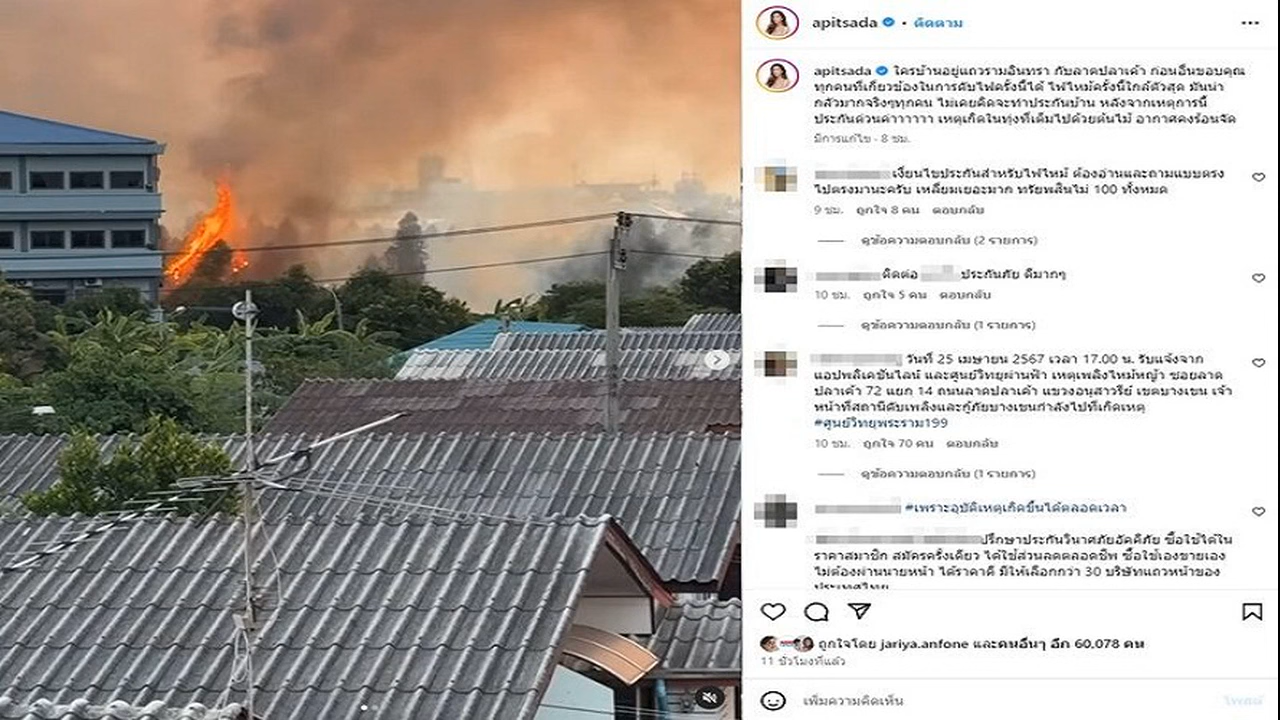 apitsada • ติดตาม
apitsada ใครบ้านอยู่แถวรามอินทรา กับลาดปลาเค้า ก่อนอื่นขอบคุณ
ทุกคนที่เกี่ยวข้องในการดับไฟครั้งนี้ได้ ไฟไหม้ครั้งนี้ใกล้ตัวสุด มันน่า
กลัวมากจริงๆทุกคน ไม่เคยคิดจะทำประกันบ้าน หลังจากเหตุการนี้
ประกันด่วนค่าาาาาา เหตุเกิดในทุ่งที่เต็มไปด้วยต้นไม้ อากาศคงร้อนจัด
มีการแก้ไข · 8 ชม.
เงื่อนไขประกันสำหรับไฟไหม้ ต้องอ่านและถามแบบตรง
ไปตรงมานะครับ เหลี่ยมเยอะมาก ทรัยพสินไม่ 100 ทั้งหมด
9 ชม. ถูกใจ 8 คน ตอบกลับ
ดูข้อความตอบกลับ (2 รายการ)
ติดต่อ ประกันภัย ดีมากๆ
10 ชม. ถูกใจ 5 คน ตอบกลับ
ดูข้อความตอบกลับ (1 รายการ)
วันที่ 25 เมษายน 2567 เวลา 17.00 น. รับแจ้งจาก
แอปพลิเคชันไลน์ และศูนย์วิทยุผ่านฟ้า เหตุเพลิงไหม้หญ้า ซอยลาด
ปลาเค้า 72 แยก 14 ถนนลาดปลาเค้า แขวงอนุสาวรีย์ เขตบางเขน เจ้า
หน้าที่สถานีดับเพลิงและกู้ภัยบางเขนกำลังไปที่เกิดเหตุ
#ศูนย์วิทยุพระราม199
10 ชม. ถูกใจ 70 คน ตอบกลับ
ดูข้อความตอบกลับ (1 รายการ)
#เพราะอุบัติเหตุเกิดขึ้นได้ตลอดเวลา
ปรึกษาประกันวินาศภัยอัคคีภัย ซื้อใช้ได้ใน
ราคาสมาชิก สมัครครั้งเดียว ได้ใช้ส่วนลดตลอดชีพ ซื้อใช้เองขายเอง
ไม่ต้องผ่านนายหน้า ได้ราคาดี มีให้เลือกกว่า 30 บริษัทแถวหน้าของ
ประเทศไทย
ถูกใจโดย jariya.anfone และคนอื่นๆ อีก 60,078 คน
11 ชั่วโมงที่แล้ว
เพิ่มความคิดเห็น
โพสต์